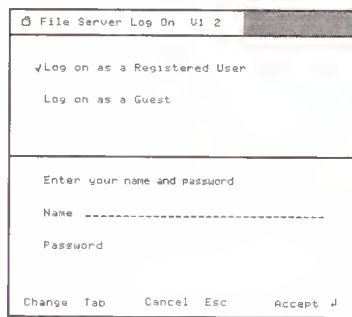 File Server Log On V1 2
√Log on as a Registered User
Log on as a Guest
Enter your name and password
Name
Password
Change Tab Cancel Esc Accept ↵